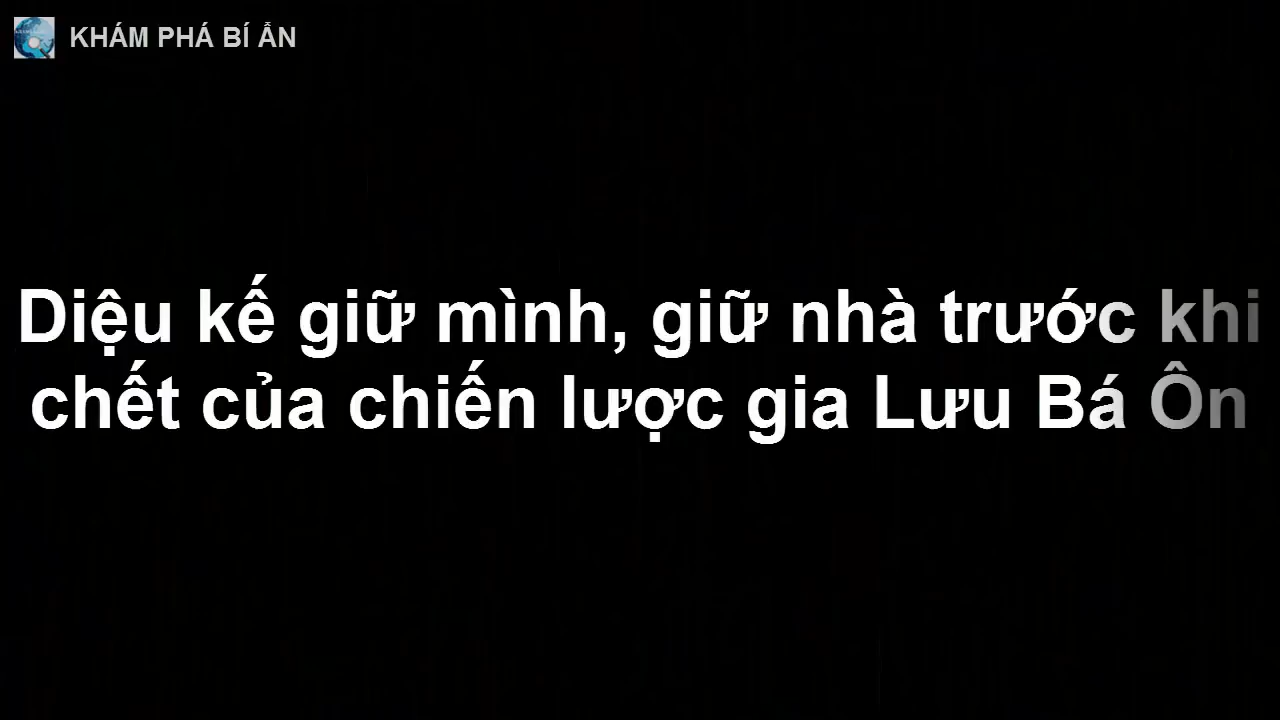 KHÁM PHÁ BÍ ẨN
Diệu kế giữ mình, giữ nhà trước khi
chết của chiến lược gia Lưu Bá Ôn